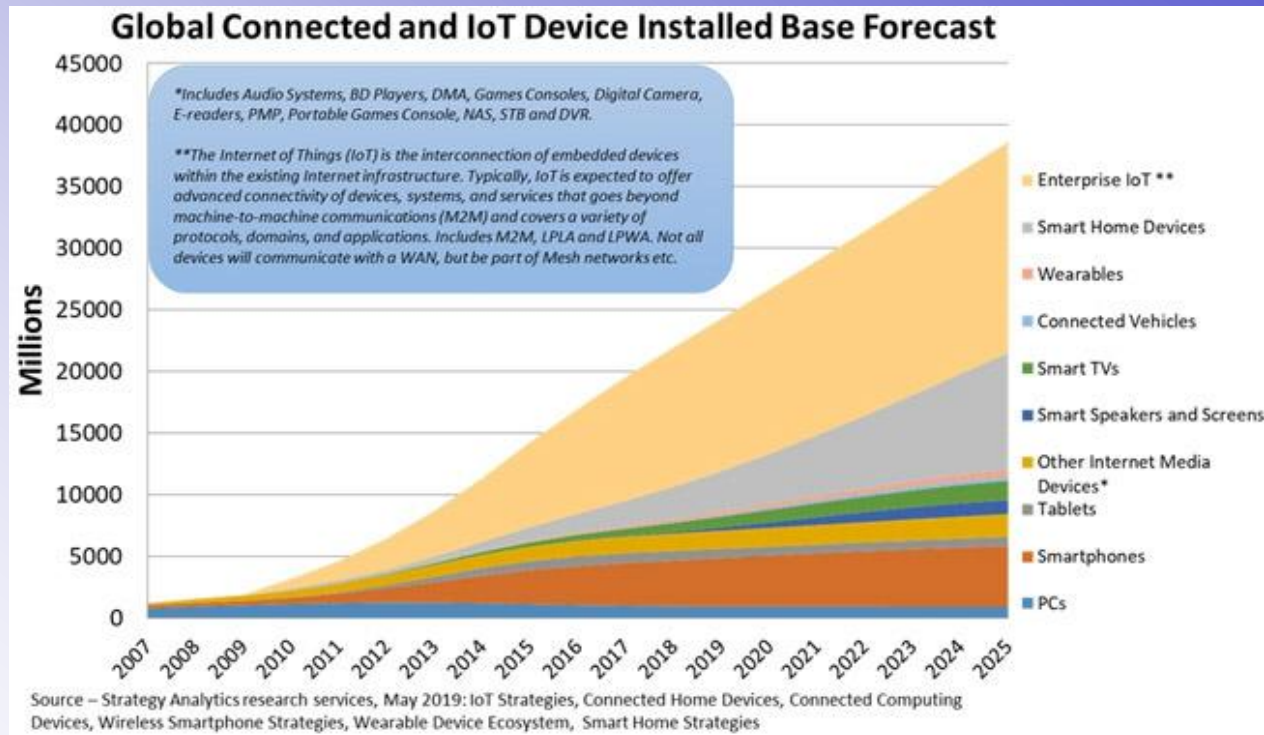 Global Connected and IoT Device Installed Base Forecast
45000
40000
35000
30000
25000
20000
15000
10000
5000
0
Millions
*Includes Audio Systems, BD Players, DMA, Games Consoles, Digital Camera,
E-readers, PMP, Portable Games Console, NAS, STB and DVR.
**The Internet of Things (IoT) is the interconnection of embedded devices
within the existing Internet infrastructure. Typically, IoT is expected to offer
advanced connectivity of devices, systems, and services that goes beyond
machine-to-machine communications (M2M) and covers a variety of
protocols, domains, and applications. Includes M2M, LPLA and LPWA. Not all
devices will communicate with a WAN, but be part of Mesh networks etc.
Enterprise IoT **
Smart Home Devices
Wearables
Connected Vehicles
Smart TVs
Smart Speakers and Screens
Other Internet Media
Devices*
Tablets
Smartphones
PCs
2007
2008
2009
2010
2011
2012
2013
2014
2015
2016
2017
2018
2019
2020
2021
2022
2023
2024
2025
Source – Strategy Analytics research services, May 2019: IoT Strategies, Connected Home Devices, Connected Computing
Devices, Wireless Smartphone Strategies, Wearable Device Ecosystem, Smart Home Strategies